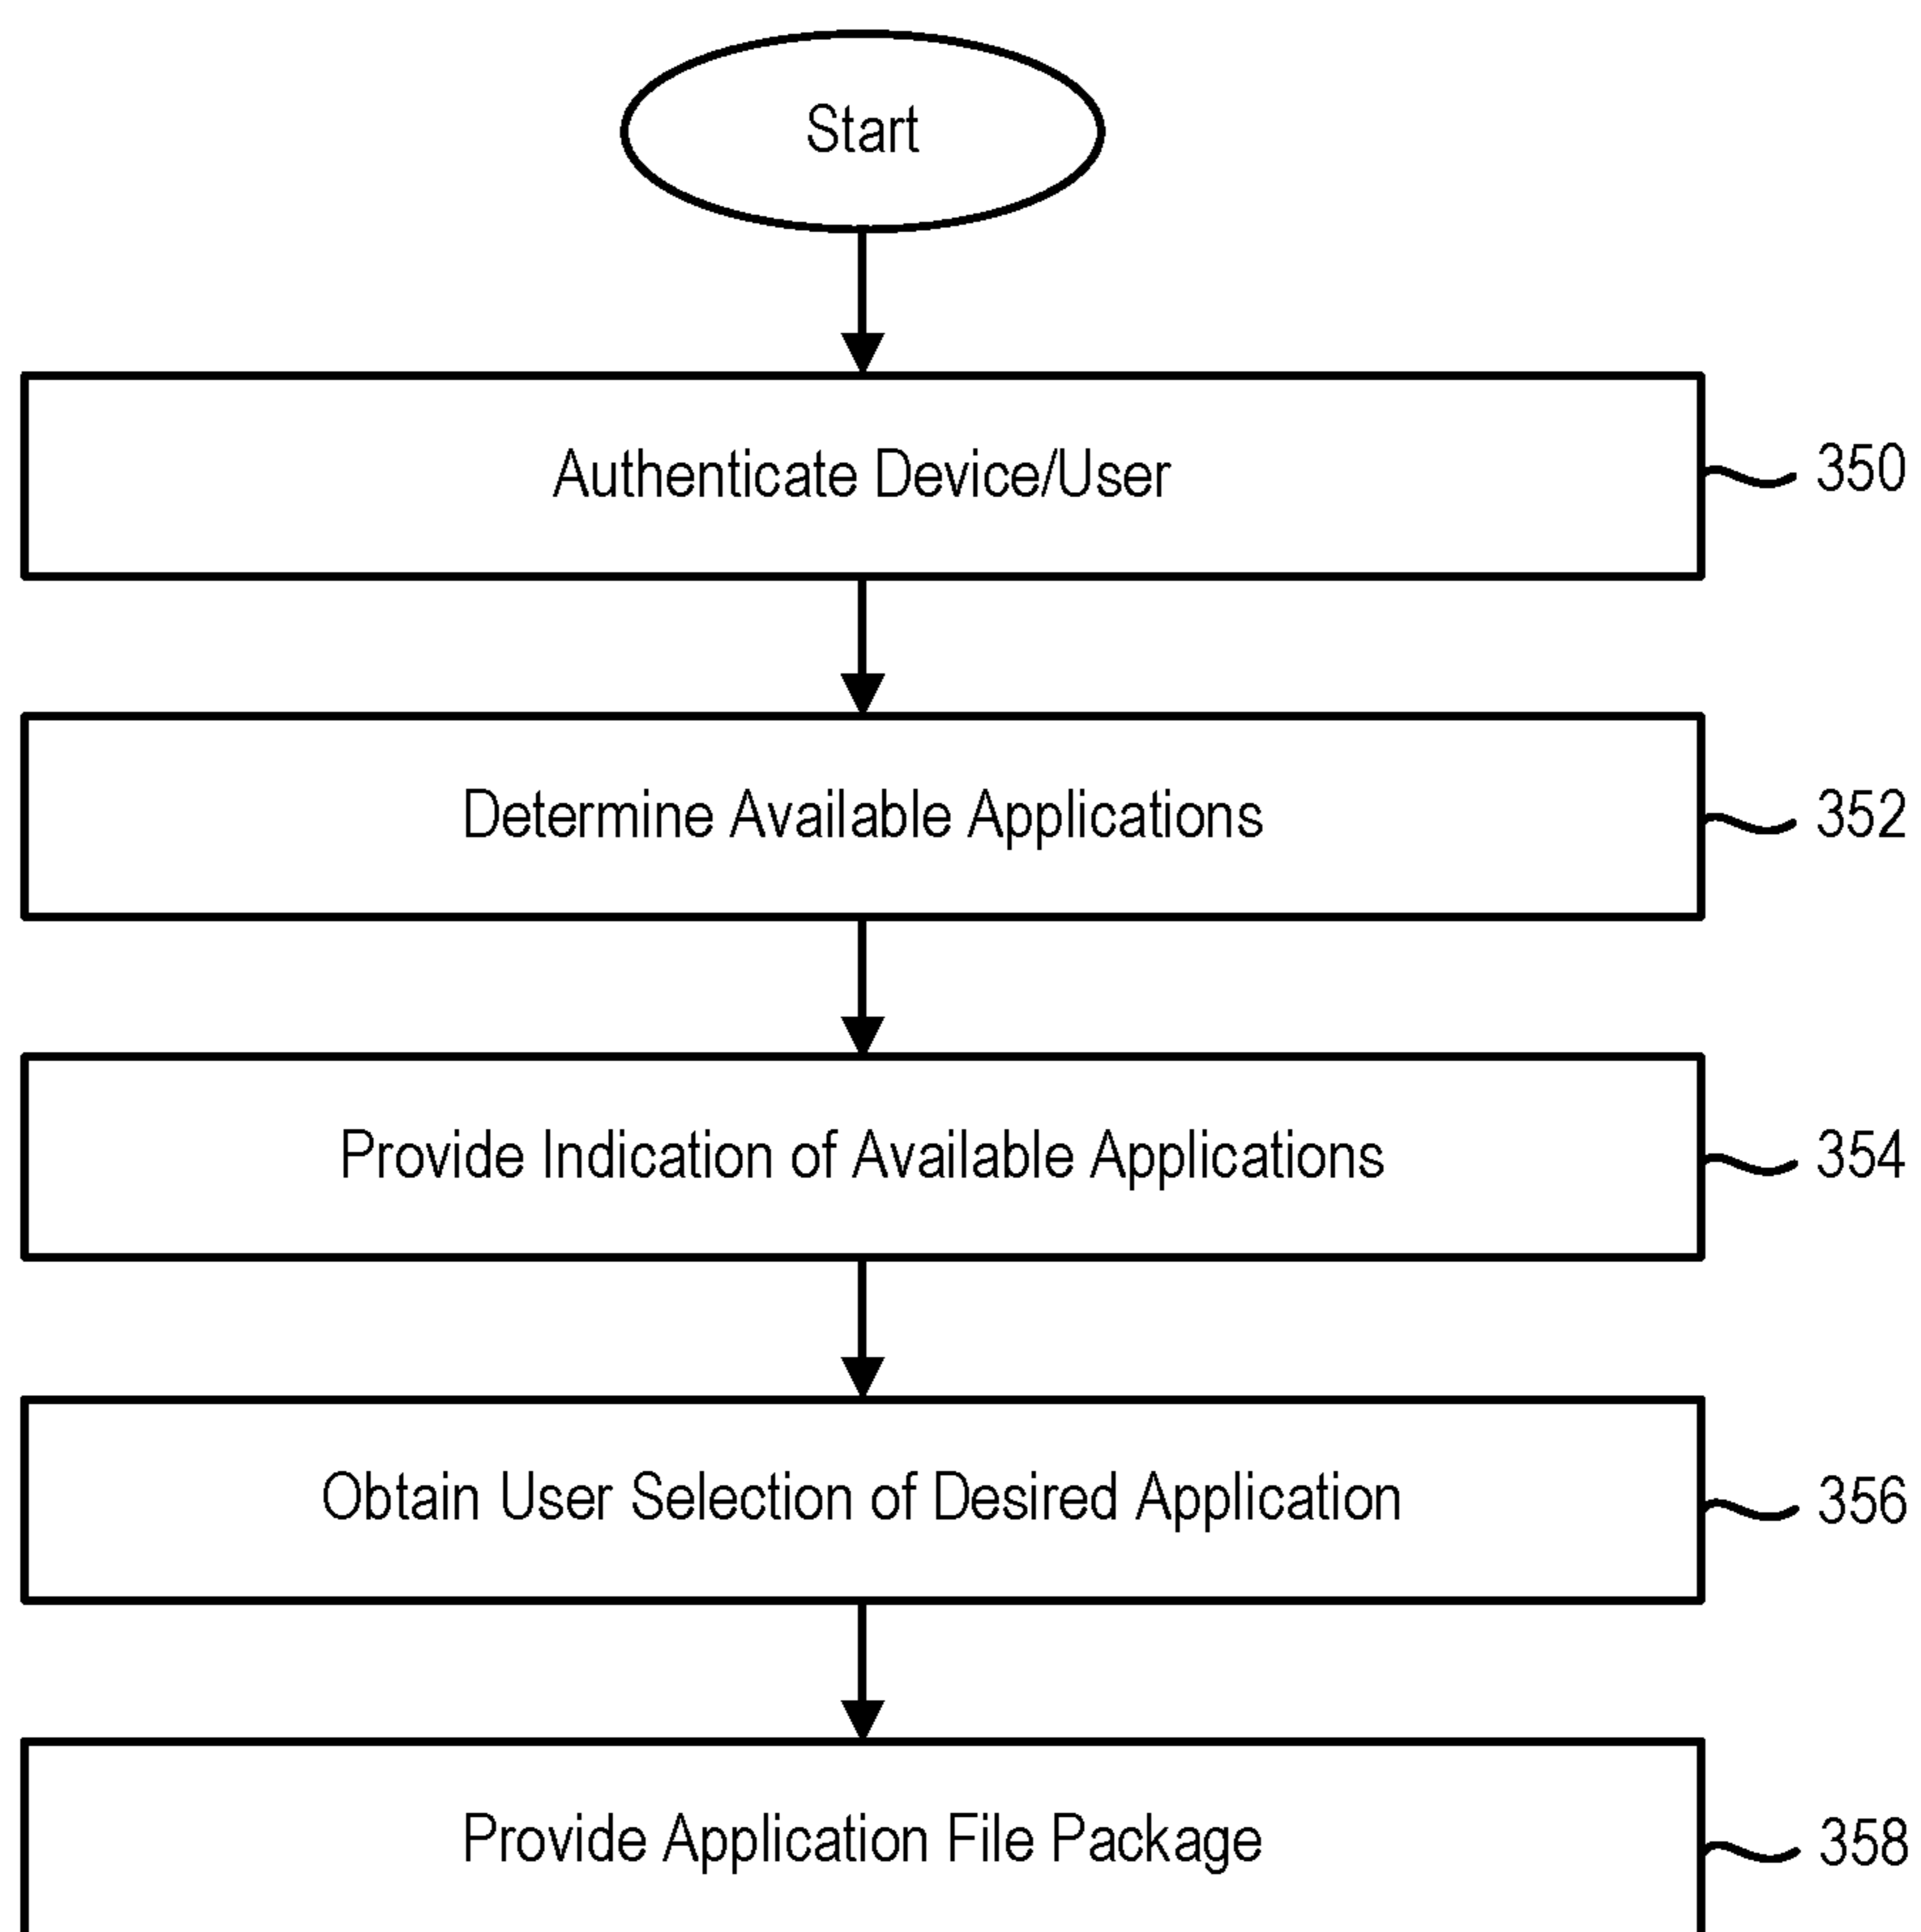 Start
Authenticate Device/User
350
Determine Available Applications
352
Provide Indication of Available Applications
354
Obtain User Selection of Desired Application
356
Provide Application File Package
358